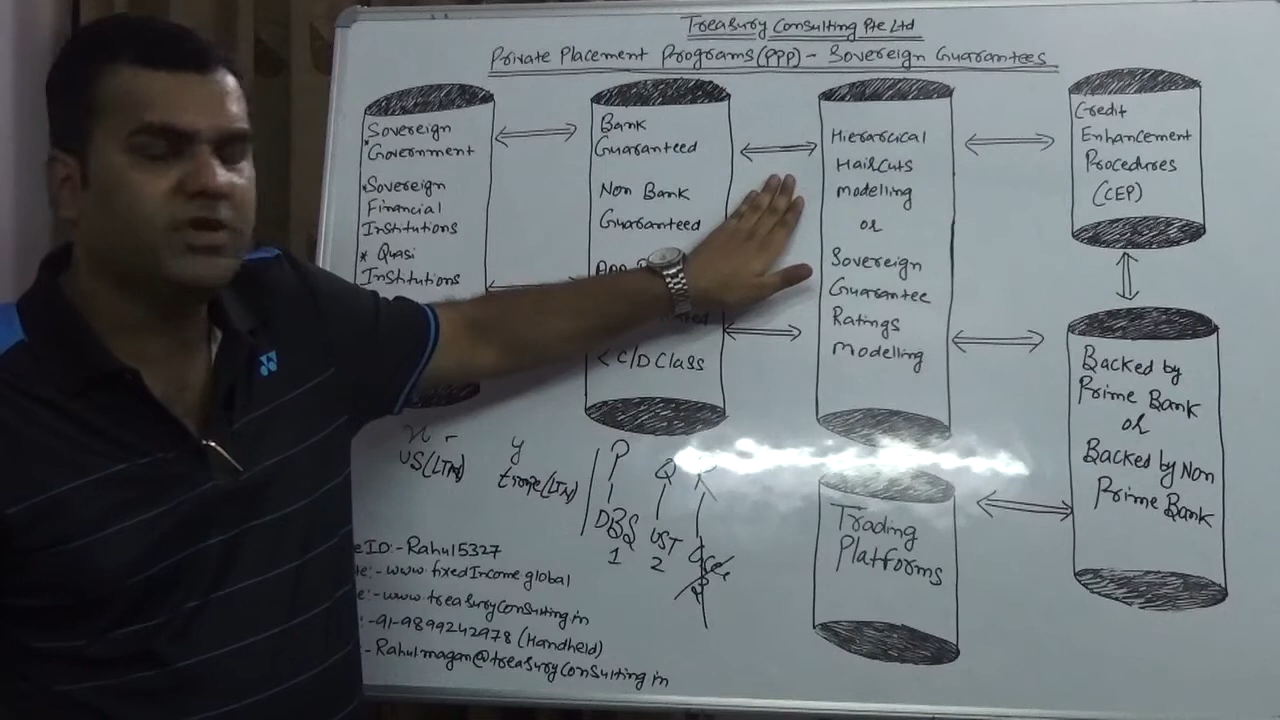 Treasury Consulting Pte Ltd
Private Placement Programs (PPP) - Sovereign Guarantees
Sovereign
* Government
* Sovereign
Financial
Institutions
* Quasi
Institutions
Bank
Guaranteed
Non Bank
Guaranteed
< C/D Class
Hierarcical
HairCuts
Modelling
or
Sovereign
Guarantee
Ratings
Modelling
Credit
Enhancement
Procedures
(CEP)
Backed by
Prime Bank
or
Backed by Non
Prime Bank
Trading
Platforms
y
US(LTN)
Europe(LTN)
P
Q
DBS
UST
1
2
eID:- Rahul5327
e:- www.fixedIncome.global
e:- www.treasuryconsulting.in
:- 91-9899242978 (Handheld)
:- Rahulmagan@treasuryconsulting.in